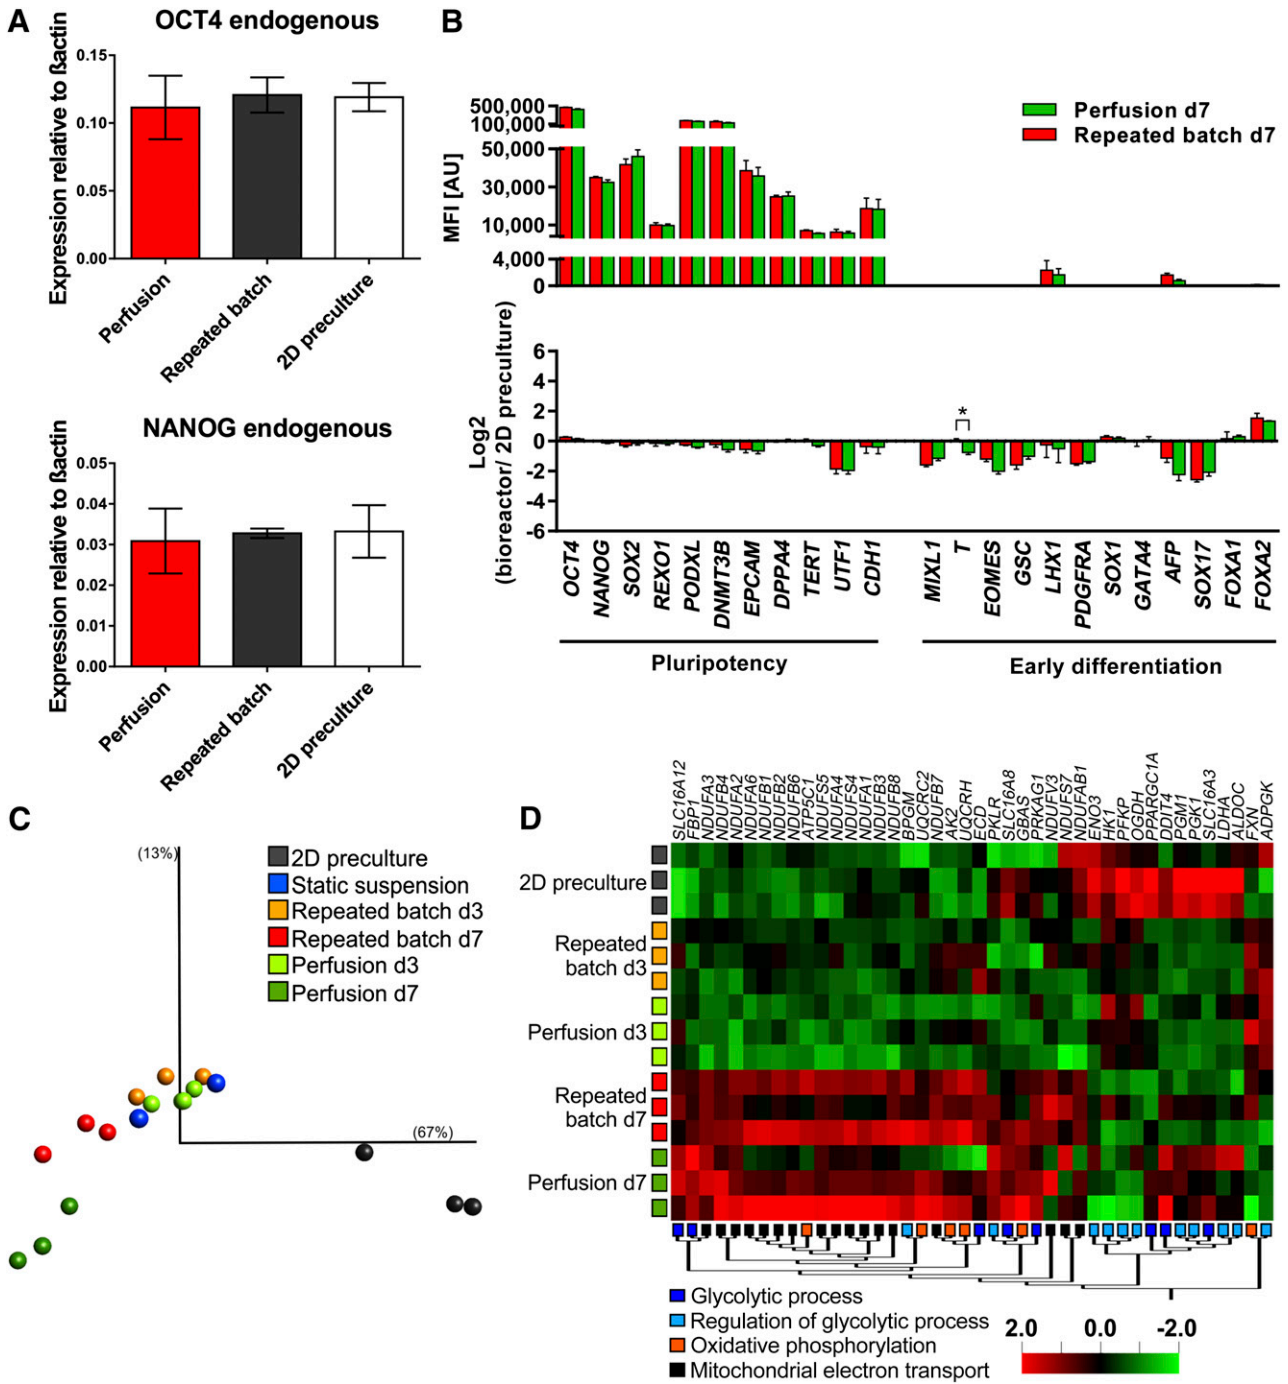 A
OCT4 endogenous
Expression relative to ßactin
0.15
0.10
0.05
0.00
Perfusion
Repeated batch
2D preculture
NANOG endogenous
Expression relative to ßactin
0.05
0.04
0.03
0.02
0.01
0.00
Perfusion
Repeated batch
2D preculture
B
Perfusion d7
Repeated batch d7
MFI [AU]
500,000
100,000
50,000
30,000
10,000
4,000
0
Log2
(bioreactor/ 2D preculture)
6
4
2
0
-2
-4
-6
*
OCT4
NANOG
SOX2
REXO1
PODXL
DNMT3B
EPCAM
DPPA4
TERT
UTF1
CDH1
MIXL1
T
EOMES
GSC
LHX1
PDGFRA
SOX1
GATA4
AFP
SOX17
FOXA1
FOXA2
Pluripotency
Early differentiation
C
(13%)
(67%)
2D preculture
Static suspension
Repeated batch d3
Repeated batch d7
Perfusion d3
Perfusion d7
D
SLC16A12
FBP1
NDUFA3
NDUFB4
NDUFA2
NDUFA6
NDUFB1
NDUFB2
NDUFB6
ATP5C1
NDUFS5
NDUFA4
NDUFS4
NDUFA1
NDUFB3
NDUFB8
BPGM
UQCRC2
NDUFB7
AK2
UQCRH
ECD
PKLR
SLC16A8
GBAS
PRKAG1
NDUFV3
NDUFS7
NDUFAB1
ENO3
HK1
PFKP
OGDH
PPARGC1A
DDIT4
PGM1
PGK1
SLC16A3
LDHA
ALDOC
FXN
ADPGK
2D preculture
Repeated
batch d3
Perfusion d3
Repeated
batch d7
Perfusion d7
Glycolytic process
Regulation of glycolytic process
Oxidative phosphorylation
Mitochondrial electron transport
2.0 0.0 -2.0